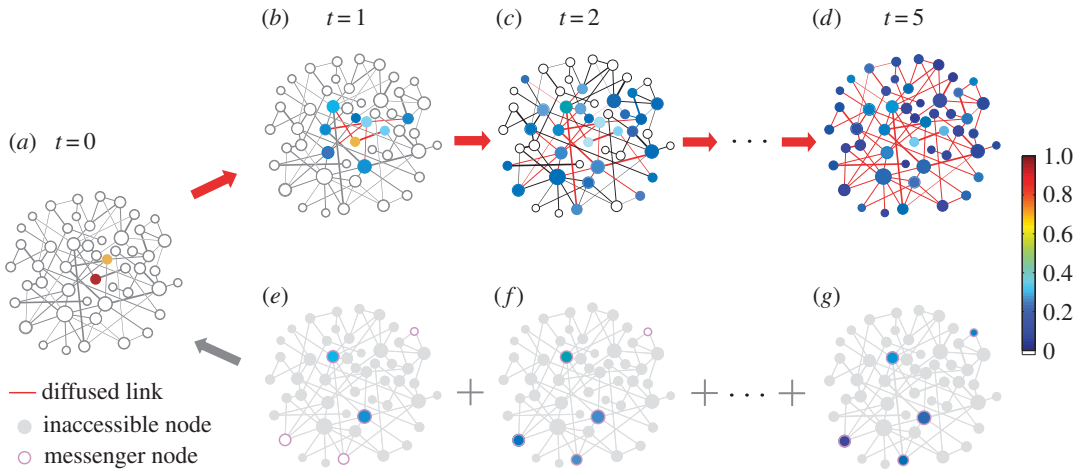 (b) t = 1
(c) t = 2
(d) t = 5
(a) t = 0
1.0
0.8
0.6
0.4
0.2
0
(e)
(f)
(g)
+
+ · · · +
diffused link
inaccessible node
messenger node